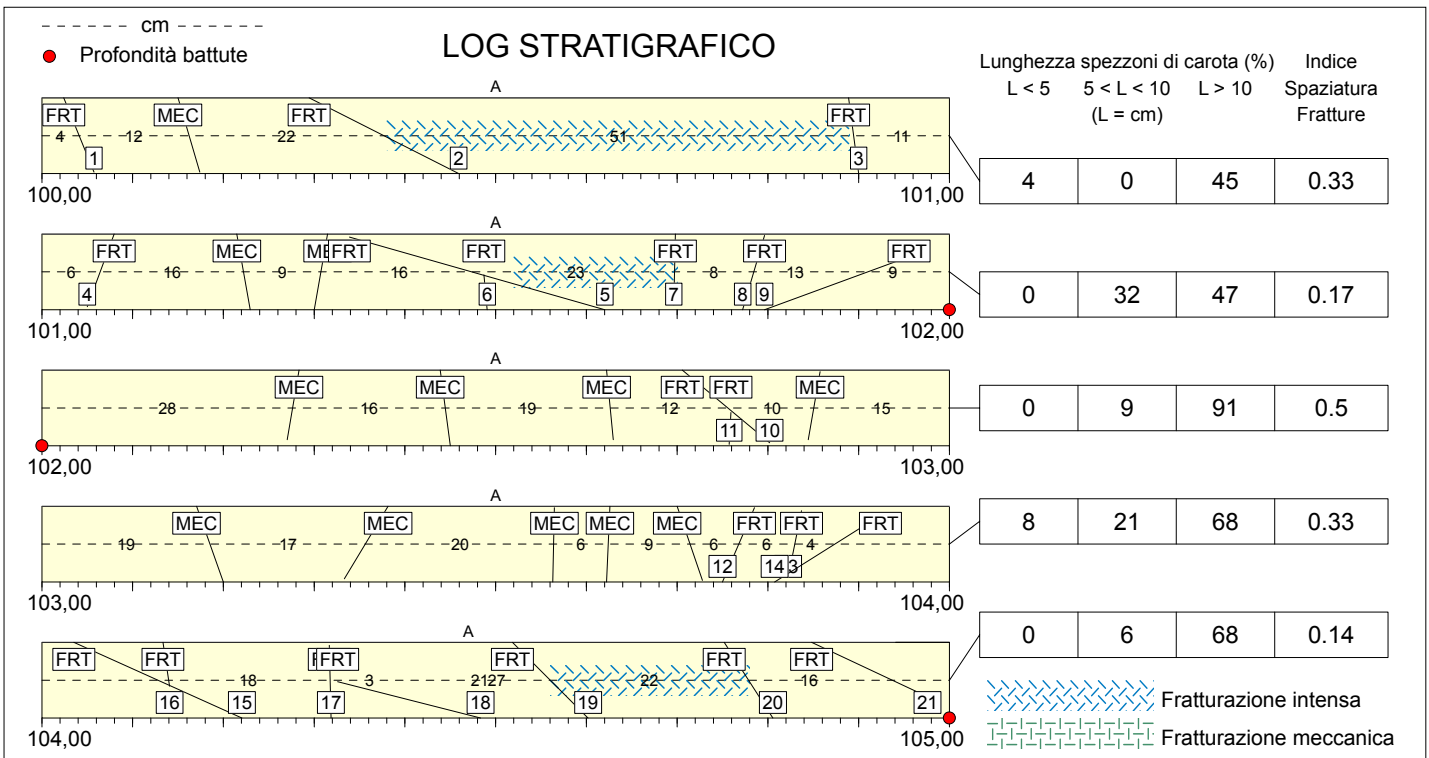 cm
Profondità battute
LOG STRATIGRAFICO
Lunghezza spezzoni di carota (%)
Indice
L < 5
5 < L < 10
L > 10
Spaziatura
(L = cm)
Fratture
A
FRT
MEC
FRT
FRT
4
12
22
51
11
1
2
3
100,00
101,00
4
0
45
0.33
A
FRT
MEC
FRT
FRT
FRT
FRT
FRT
6
16
9
16
23
8
13
9
4
6
5
7
8
9
101,00
102,00
0
32
47
0.17
A
MEC
MEC
MEC
FRT
FRT
MEC
28
16
19
12
10
15
11
10
102,00
103,00
0
9
91
0.5
A
MEC
MEC
MEC
MEC
MEC
FRT
FRT
FRT
19
17
20
6
9
6
6
4
12
14
3
103,00
104,00
8
21
68
0.33
A
FRT
FRT
FRT
FRT
FRT
FRT
18
3
2127
22
16
16
15
17
18
19
20
21
104,00
105,00
0
6
68
0.14
Fratturazione intensa
Fratturazione meccanica